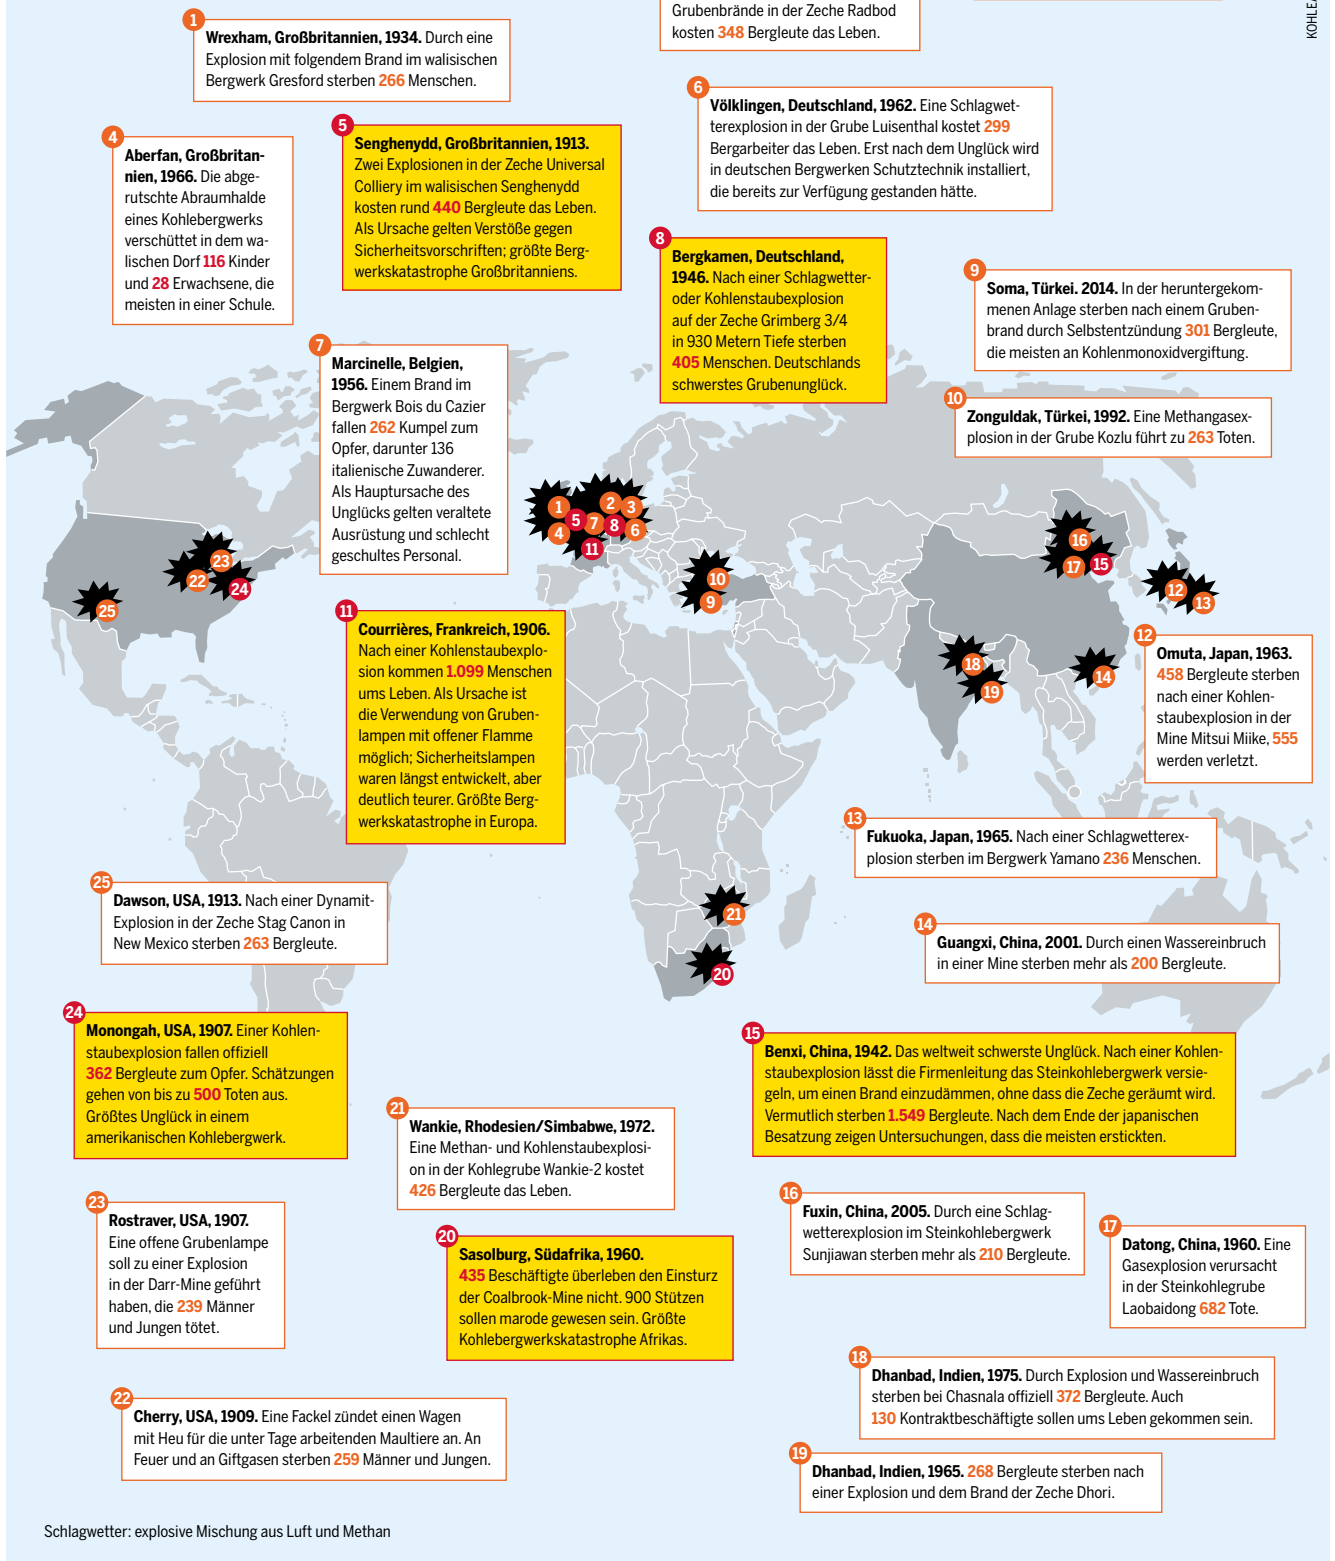 Grubenbrände in der Zeche Radbod
kosten 348 Bergleute das Leben.
1
Wrexham, Großbritannien, 1934. Durch eine
Explosion mit folgendem Brand im walisischen
Bergwerk Gresford sterben 266 Menschen.
4
Aberfan, Großbritan-
nien, 1966. Die abge-
rutschte Abraumhalde
eines Kohlebergwerks
verschüttet in dem wa-
lischen Dorf 116 Kinder
und 28 Erwachsene, die
meisten in einer Schule.
5
Senghenydd, Großbritannien, 1913.
Zwei Explosionen in der Zeche Universal
Colliery im walisischen Senghenydd
kosten rund 440 Bergleute das Leben.
Als Ursache gelten Verstöße gegen
Sicherheitsvorschriften; größte Berg-
werkskatastrophe Großbritanniens.
6
Völklingen, Deutschland, 1962. Eine Schlagwet-
terexplosion in der Grube Luisenthal kostet 299
Bergarbeiter das Leben. Erst nach dem Unglück wird
in deutschen Bergwerken Schutztechnik installiert,
die bereits zur Verfügung gestanden hätte.
8
Bergkamen, Deutschland,
1946. Nach einer Schlagwetter-
oder Kohlenstaubexplosion
auf der Zeche Grimberg 3/4
in 930 Metern Tiefe sterben
405 Menschen. Deutschlands
schwerstes Grubenunglück.
9
Soma, Türkei. 2014. In der heruntergekom-
menen Anlage sterben nach einem Gruben-
brand durch Selbstentzündung 301 Bergleute,
die meisten an Kohlenmonoxidvergiftung.
7
Marcinelle, Belgien,
1956. Einem Brand im
Bergwerk Bois du Cazier
fallen 262 Kumpel zum
Opfer, darunter 136
italienische Zuwanderer.
Als Hauptursache des
Unglücks gelten veraltete
Ausrüstung und schlecht
geschultes Personal.
10
Zonguldak, Türkei, 1992. Eine Methangasex-
plosion in der Grube Kozlu führt zu 263 Toten.
1
2
3
5
7
8
4
6
11
10
9
16
17
15
12
13
18
19
14
23
22
24
25
21
20
11
Courrières, Frankreich, 1906.
Nach einer Kohlenstaubexplo-
sion kommen 1.099 Menschen
ums Leben. Als Ursache ist
die Verwendung von Gruben-
lampen mit offener Flamme
möglich; Sicherheitslampen
waren längst entwickelt, aber
deutlich teurer. Größte Berg-
werkskatastrophe in Europa.
12
Omuta, Japan, 1963.
458 Bergleute sterben
nach einer Kohlen-
staubexplosion in der
Mine Mitsui Miike, 555
werden verletzt.
13
Fukuoka, Japan, 1965. Nach einer Schlagwetterex-
plosion sterben im Bergwerk Yamano 236 Menschen.
25
Dawson, USA, 1913. Nach einer Dynamit-
Explosion in der Zeche Stag Canon in
New Mexico sterben 263 Bergleute.
14
Guangxi, China, 2001. Durch einen Wassereinbruch
in einer Mine sterben mehr als 200 Bergleute.
24
Monongah, USA, 1907. Einer Kohlen-
staubexplosion fallen offiziell
362 Bergleute zum Opfer. Schätzungen
gehen von bis zu 500 Toten aus.
Größtes Unglück in einem
amerikanischen Kohlebergwerk.
15
Benxi, China, 1942. Das weltweit schwerste Unglück. Nach einer Kohlen-
staubexplosion lässt die Firmenleitung das Steinkohlebergwerk versie-
geln, um einen Brand einzudämmen, ohne dass die Zeche geräumt wird.
Vermutlich sterben 1.549 Bergleute. Nach dem Ende der japanischen
Besatzung zeigen Untersuchungen, dass die meisten erstickten.
21
Wankie, Rhodesien/Simbabwe, 1972.
Eine Methan- und Kohlenstaubexplosi-
on in der Kohlegrube Wankie-2 kostet
426 Bergleute das Leben.
23
Rostraver, USA, 1907.
Eine offene Grubenlampe
soll zu einer Explosion
in der Darr-Mine geführt
haben, die 239 Männer
und Jungen tötet.
20
Sasolburg, Südafrika, 1960.
435 Beschäftigte überleben den Einsturz
der Coalbrook-Mine nicht. 900 Stützen
sollen marode gewesen sein. Größte
Kohlebergwerkskatastrophe Afrikas.
16
Fuxin, China, 2005. Durch eine Schlag-
wetterexplosion im Steinkohlebergwerk
Sunjiawan sterben mehr als 210 Bergleute.
17
Datong, China, 1960. Eine
Gasexplosion verursacht
in der Steinkohlegrube
Laobaidong 682 Tote.
18
Dhanbad, Indien, 1975. Durch Explosion und Wassereinbruch
sterben bei Chasnala offiziell 372 Bergleute. Auch
130 Kontraktbeschäftigte sollen ums Leben gekommen sein.
22
Cherry, USA, 1909. Eine Fackel zündet einen Wagen
mit Heu für die unter Tage arbeitenden Maultiere an. An
Feuer und an Giftgasen sterben 259 Männer und Jungen.
19
Dhanbad, Indien, 1965. 268 Bergleute sterben nach
einer Explosion und dem Brand der Zeche Dhori.
Schlagwetter: explosive Mischung aus Luft und Methan